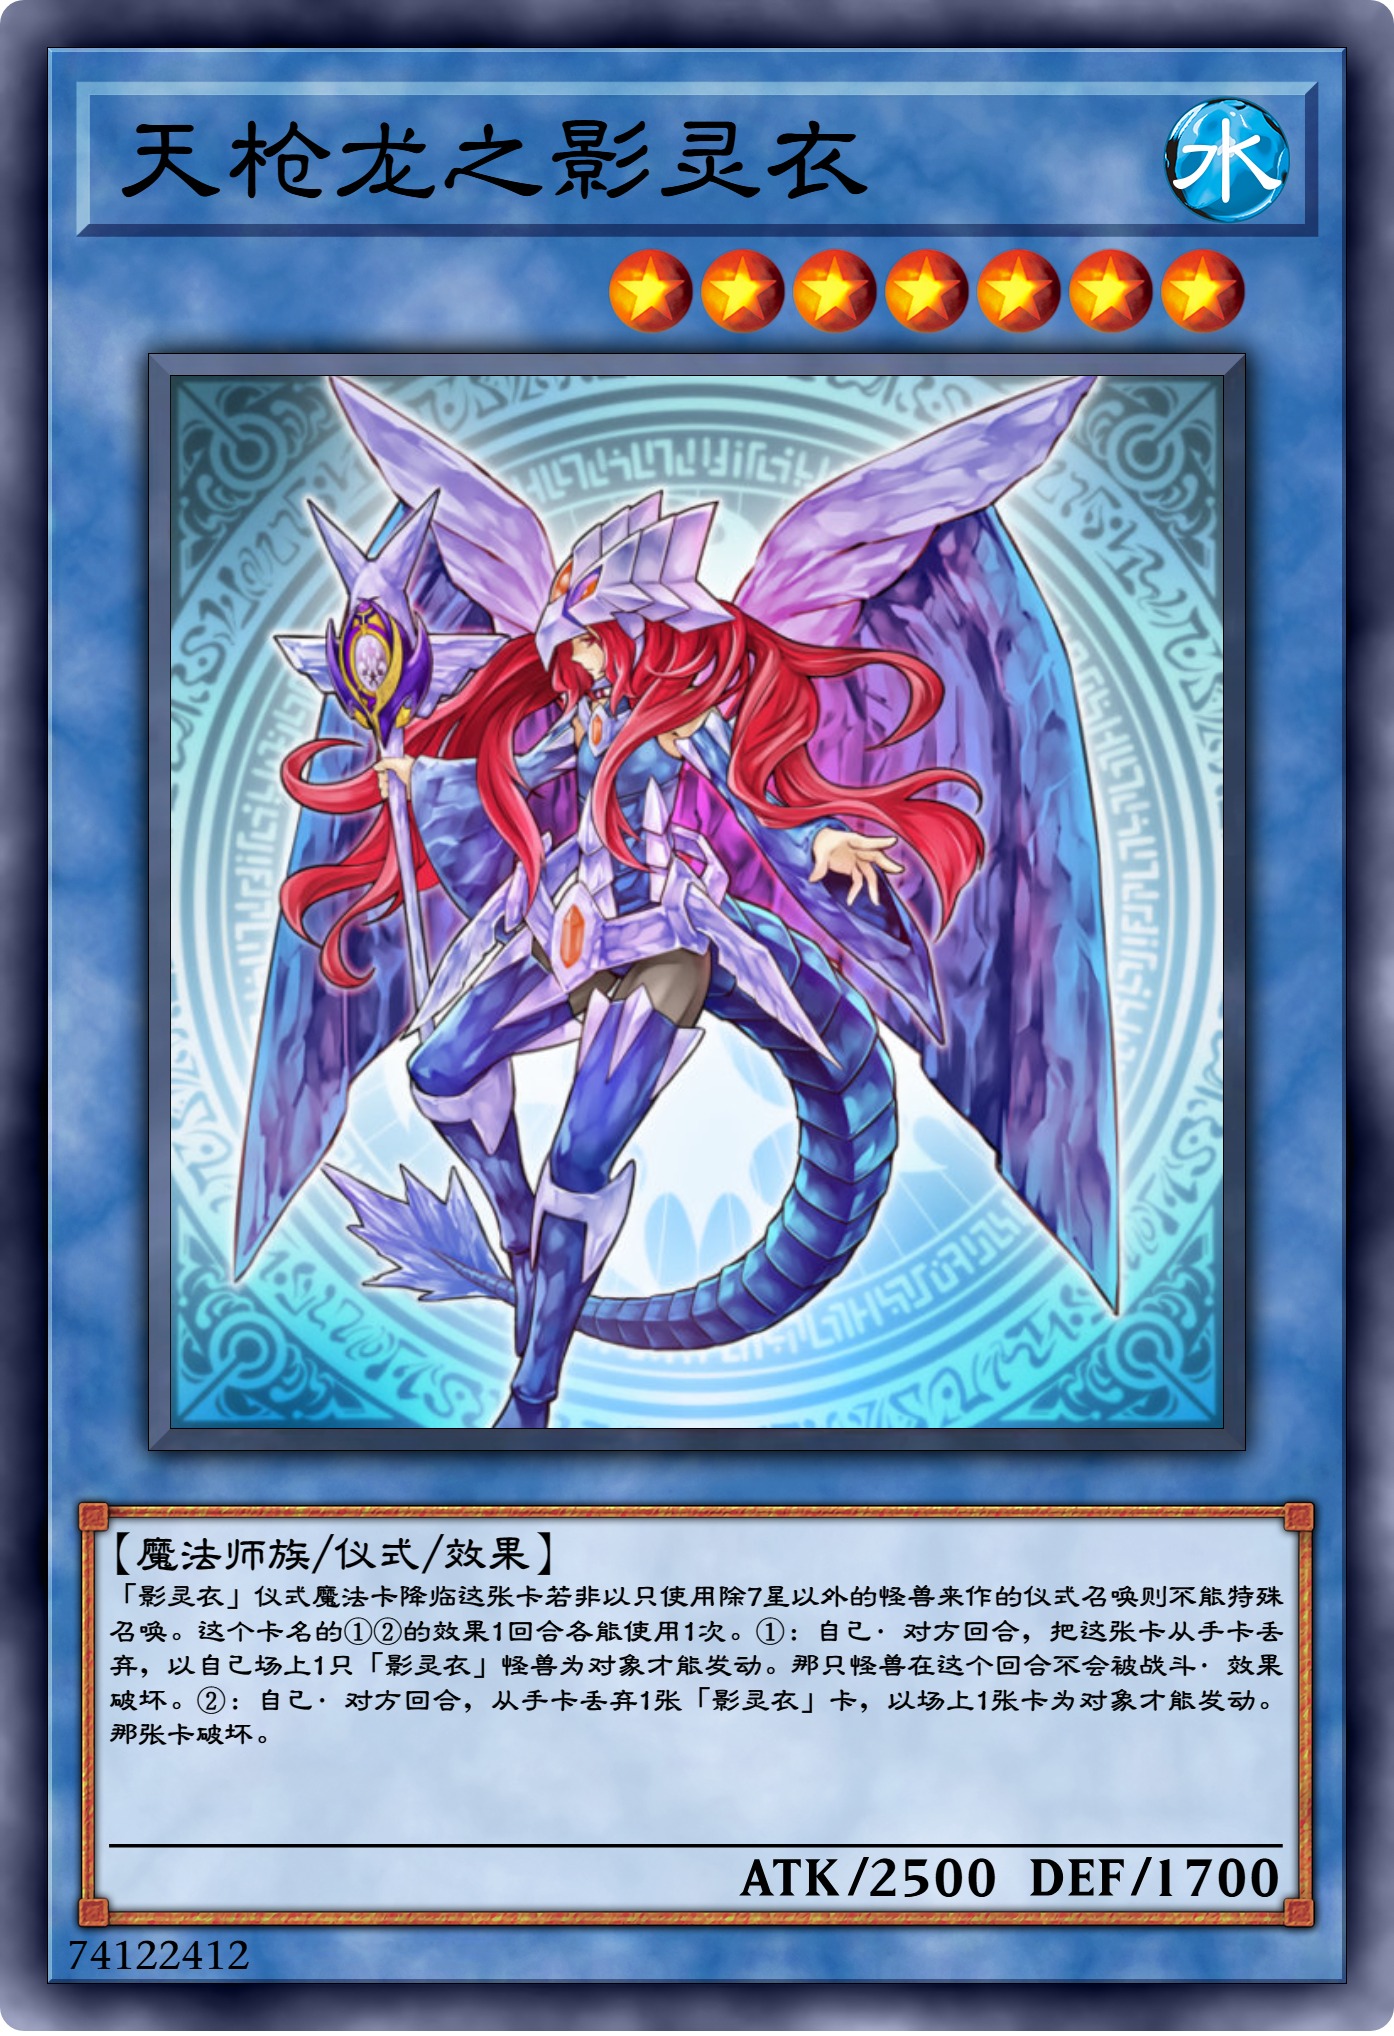 天枪龙之影灵衣
水
【魔法师族/仪式/效果】
「影灵衣」仪式魔法卡降临这张卡若非以只使用除7星以外的怪兽来作的仪式召唤则不能特殊
召唤。这个卡名的①②的效果1回合各能使用1次。①：自己·对方回合，把这张卡从手卡丢
弃，以自己场上1只「影灵衣」怪兽为对象才能发动。那只怪兽在这个回合不会被战斗·效果
破坏。②：自己·对方回合，从手卡丢弃1张「影灵衣」卡，以场上1张卡为对象才能发动。
那张卡破坏。
ATK/2500 DEF/1700
74122412